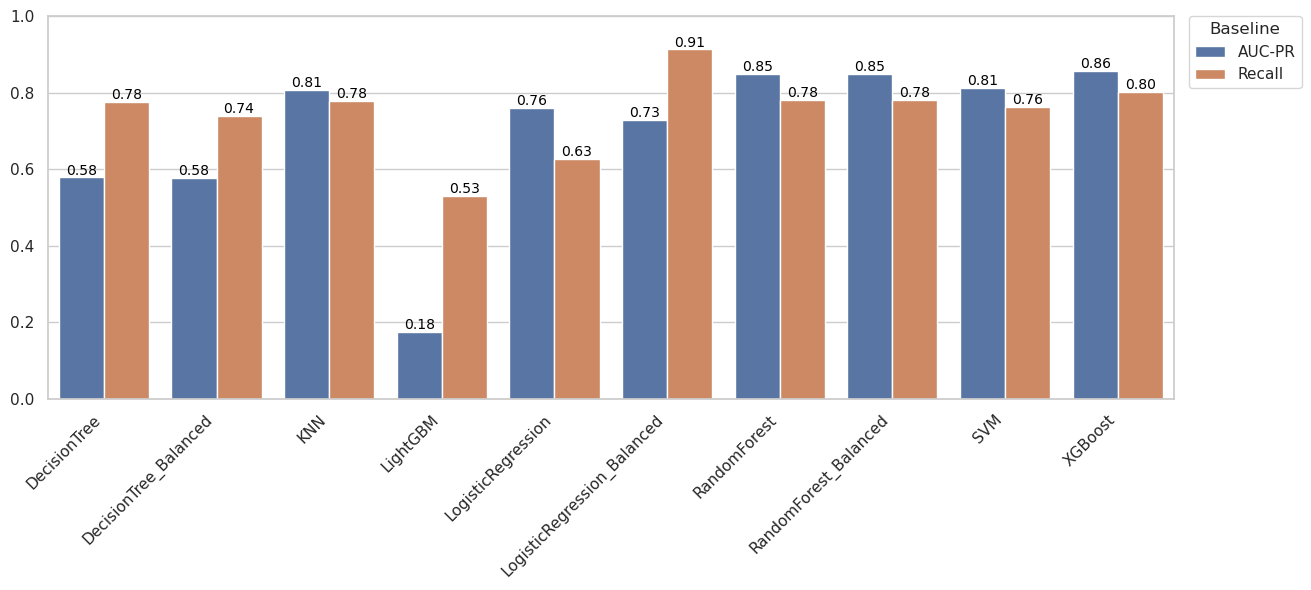 1.0
0.8
0.6
0.4
0.2
0.0
0.58
0.78
0.58
0.74
0.81
0.78
0.18
0.53
0.76
0.63
0.73
0.91
0.85
0.78
0.85
0.78
0.81
0.76
0.86
0.80
DecisionTree
DecisionTree_Balanced
KNN
LightGBM
LogisticRegression
LogisticRegression_Balanced
RandomForest
RandomForest_Balanced
SVM
XGBoost
Baseline
AUC-PR
Recall